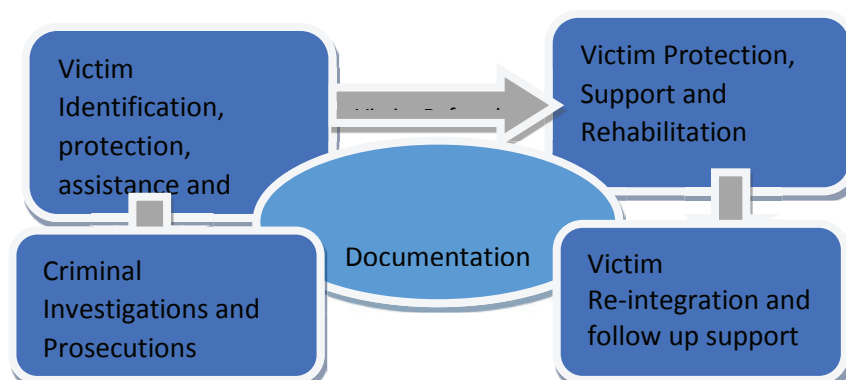 Victim
Identification,
protection,
assistance and
Victim Protection,
Support and
Rehabilitation
Documentation
Criminal
Investigations and
Prosecutions
Victim
Re-integration and
follow up support